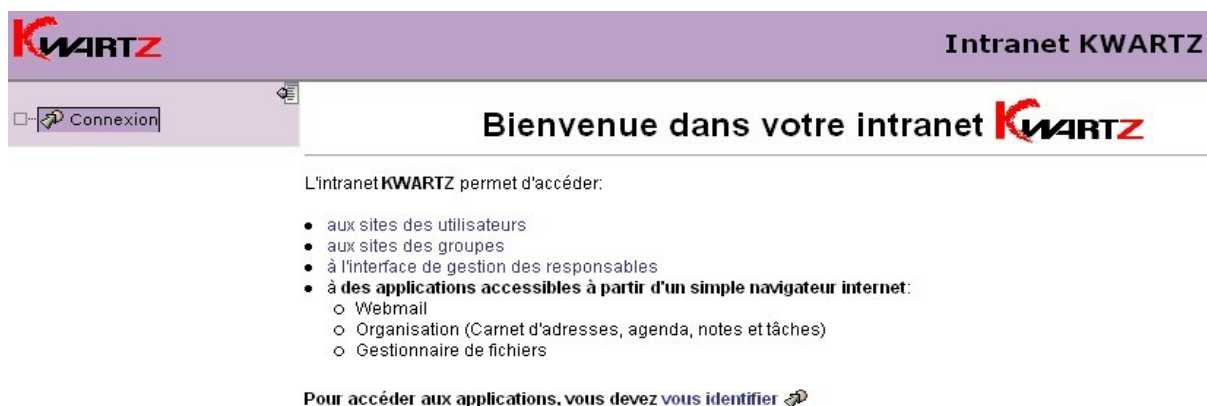 KWARTZ
Intranet KWARTZ
Connexion
Bienvenue dans votre intranet KWARTZ
L'intranet KWARTZ permet d'accéder:
aux sites des utilisateurs
aux sites des groupes
à l'interface de gestion des responsables
à des applications accessibles à partir d'un simple navigateur internet:
Webmail
Organisation (Carnet d'adresses, agenda, notes et tâches)
Gestionnaire de fichiers
Pour accéder aux applications, vous devez vous identifier